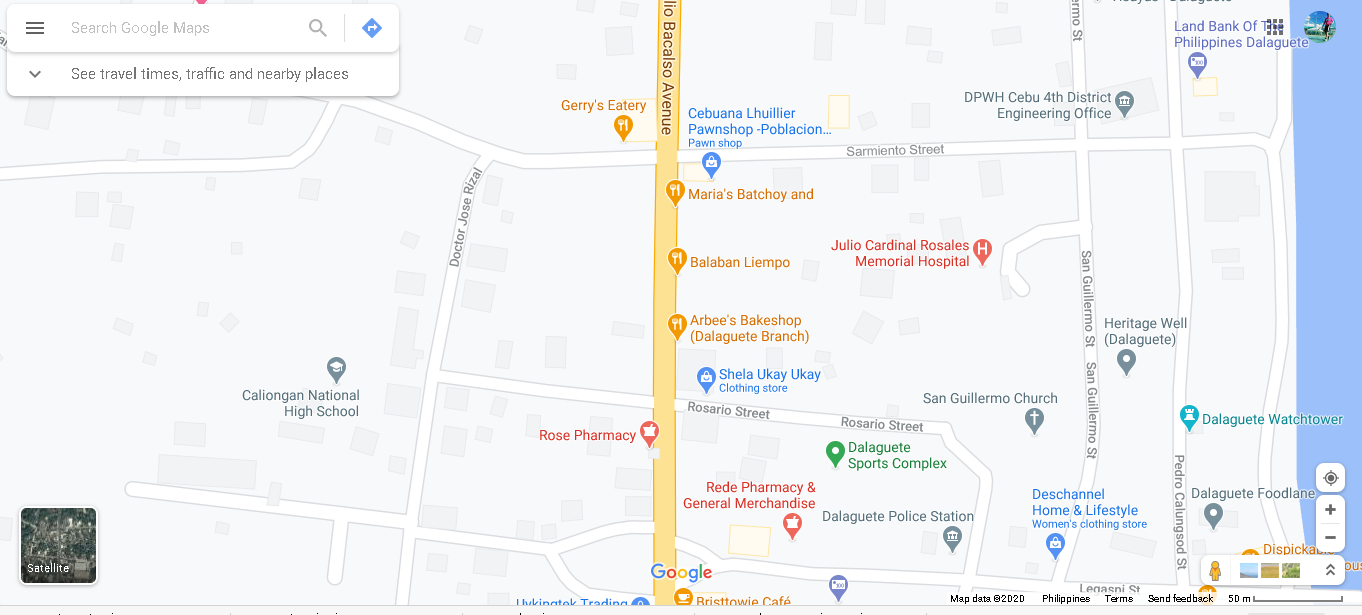 Search Google Maps
See travel times, traffic and nearby places
Bacalso Avenue
Guillermo St
Land Bank Of The
Philippines Dalaguete
DPWH Cebu 4th District
Engineering Office
Gerry's Eatery
Cebuana Lhuillier
Pawnshop -Poblacion...
Pawn shop
Sarmiento Street
Maria's Batchoy and
Doctor Jose Rizal
Julio Cardinal Rosales
Memorial Hospital
Balaban Liempo
San Guillermo St
Arbee's Bakeshop
(Dalaguete Branch)
Heritage Well
(Dalaguete)
Shela Ukay Ukay
Clothing store
Caliongan National
High School
San Guillermo St
San Guillermo Church
Rosario Street
Rosario Street
Dalaguete Watchtower
Rose Pharmacy
Dalaguete
Sports Complex
Pedro Calungsod St
Rede Pharmacy &
General Merchandise
Deschannel
Home & Lifestyle
Women's clothing store
Dalaguete Foodlane
Dalaguete Police Station
Dispickable
Satellite
Google
Legaspi St
Map data ©2020 Philippines Terms Send feedback 50 m
Uykingtek Trading
Bristtowie Café